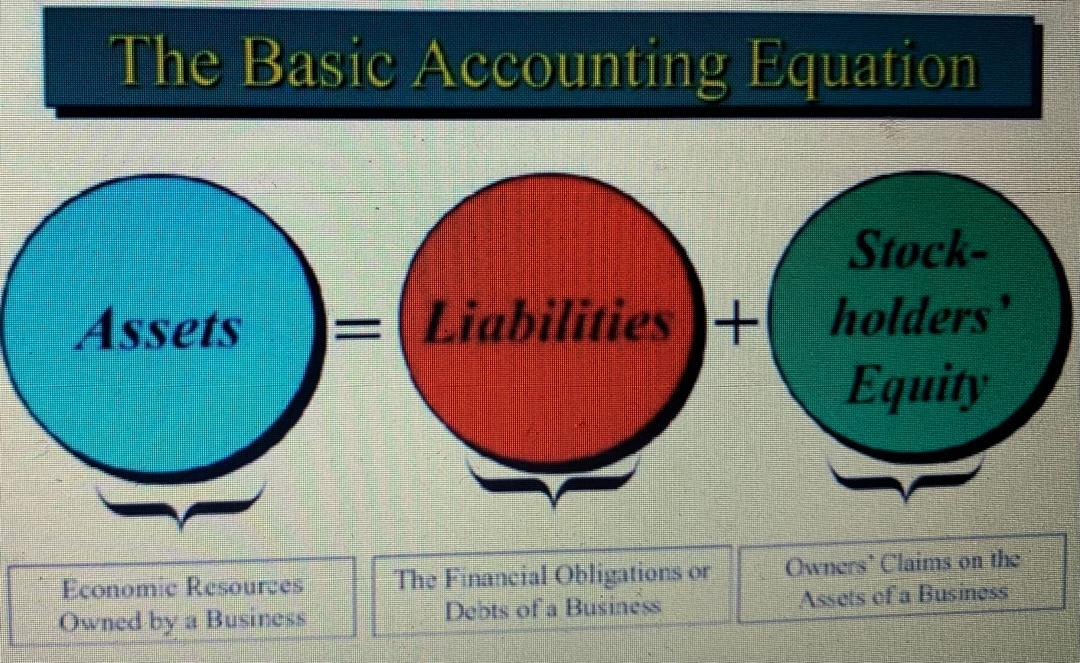 The Basic Accounting Equation
Assets
=
Liabilities
+
Stock-
holders'
Equity
Economic Resources
Owned by a Business
The Financial Obligations or
Debts of a Business
Owners' Claims on the
Assets of a Business